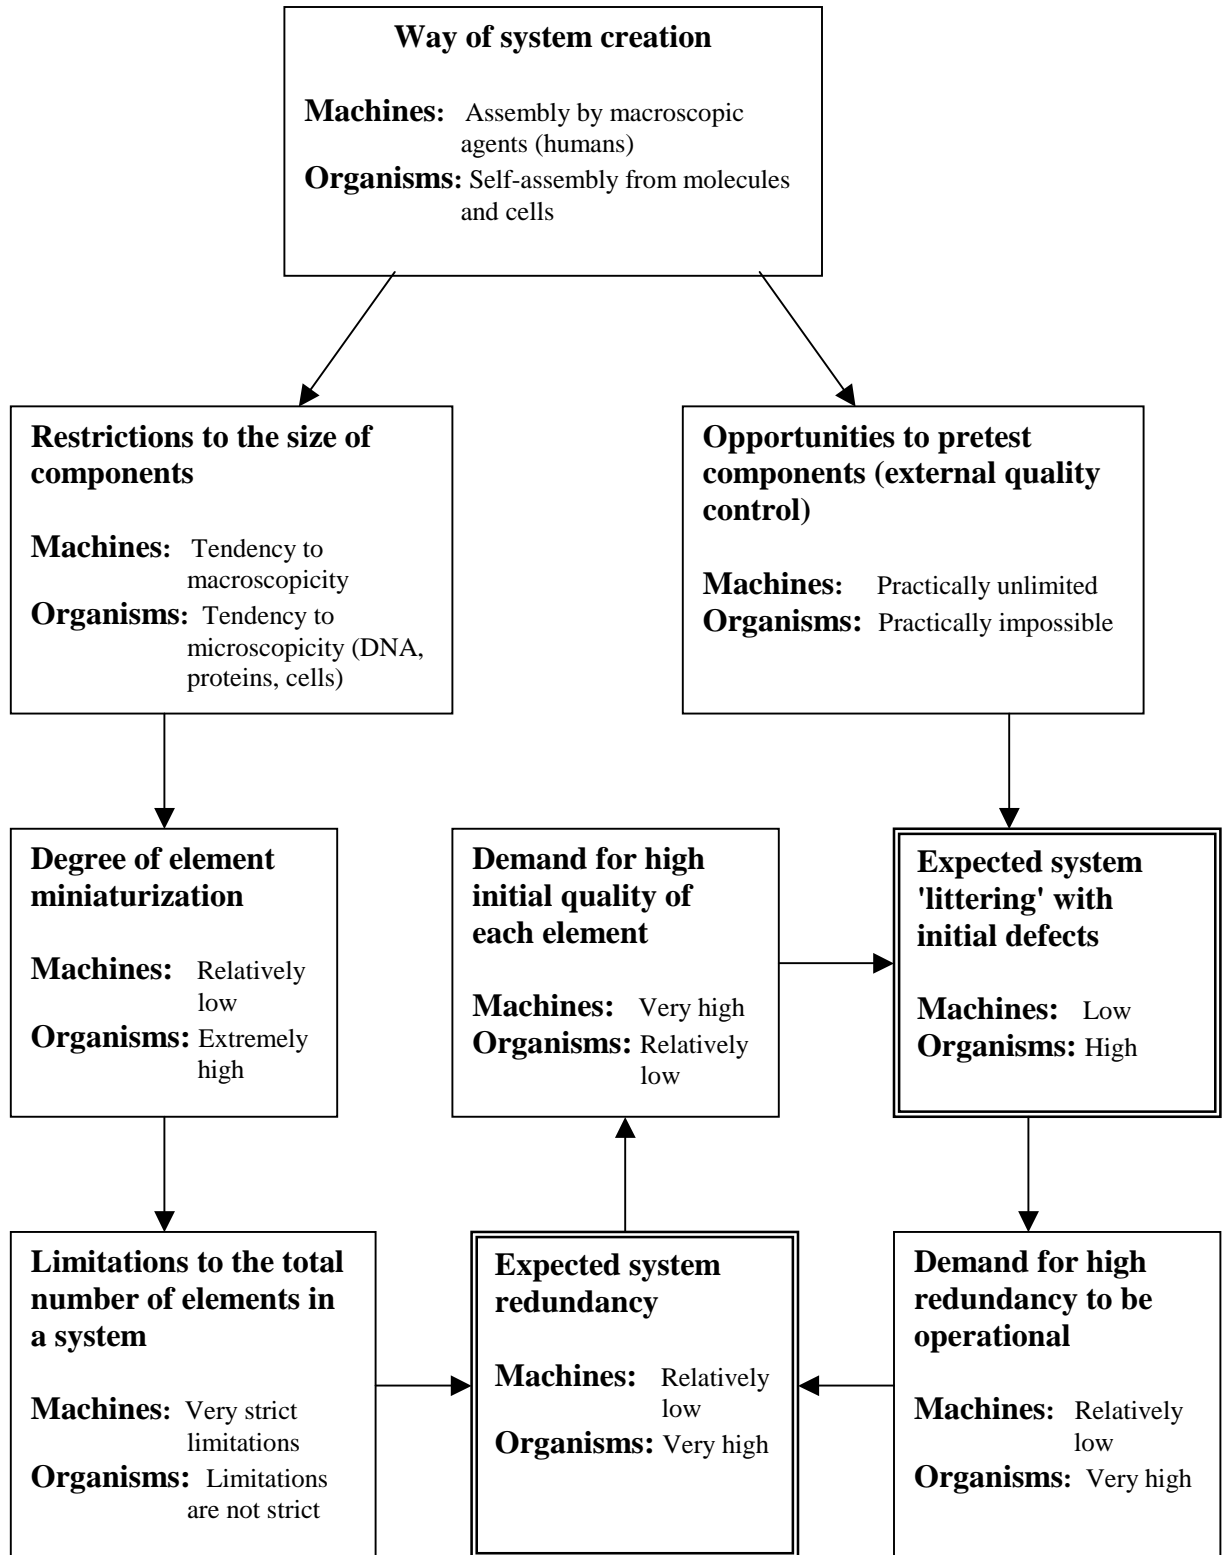 Way of system creation
Machines: Assembly by macroscopic
agents (humans)
Organisms: Self-assembly from molecules
and cells
Restrictions to the size of
components
Machines: Tendency to
macroscopicity
Organisms: Tendency to
microscopicity (DNA,
proteins, cells)
Opportunities to pretest
components (external quality
control)
Machines: Practically unlimited
Organisms: Practically impossible
Degree of element
miniaturization
Machines: Relatively
low
Organisms: Extremely
high
Demand for high
initial quality of
each element
Machines: Very high
Organisms: Relatively
low
Expected system
'littering' with
initial defects
Machines: Low
Organisms: High
Limitations to the total
number of elements in
a system
Machines: Very strict
limitations
Organisms: Limitations
are not strict
Expected system
redundancy
Machines: Relatively
low
Organisms: Very high
Demand for high
redundancy to be
operational
Machines: Relatively
low
Organisms: Very high